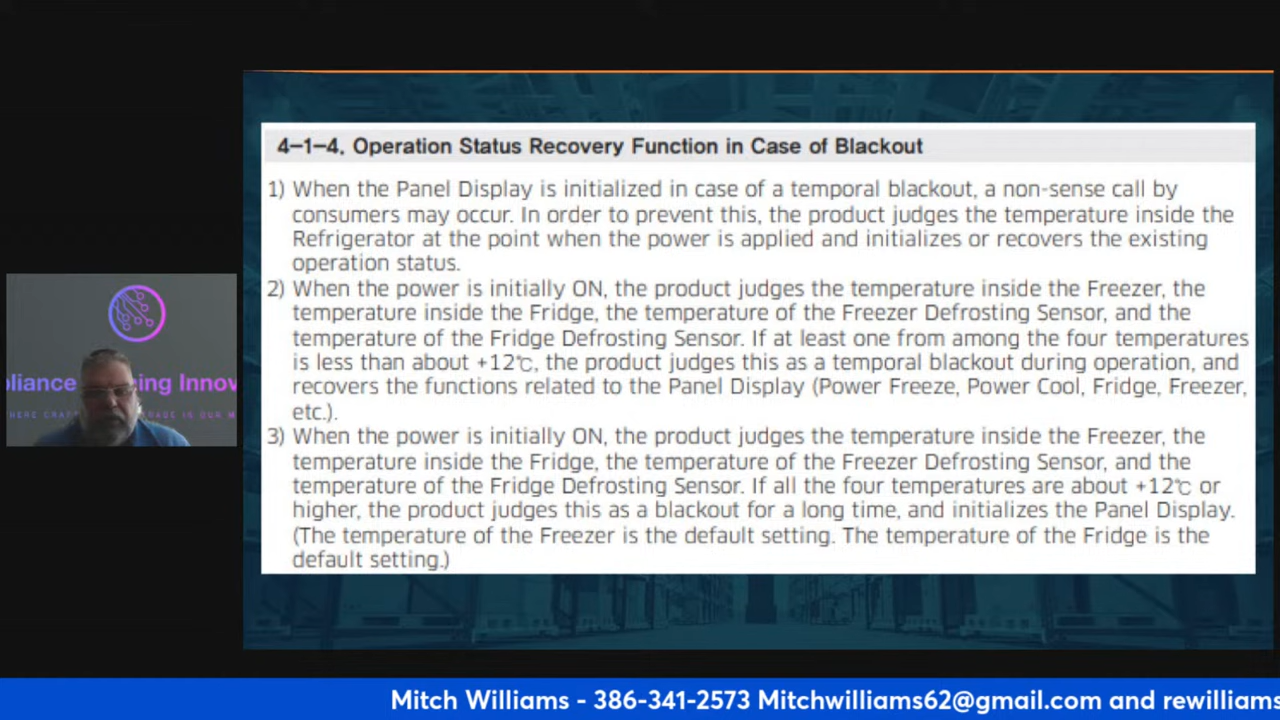 4-1-4. Operation Status Recovery Function in Case of Blackout
1) When the Panel Display is initialized in case of a temporal blackout, a non-sense call by
consumers may occur. In order to prevent this, the product judges the temperature inside the
Refrigerator at the point when the power is applied and initializes or recovers the existing
operation status.
2) When the power is initially ON, the product judges the temperature inside the Freezer, the
temperature inside the Fridge, the temperature of the Freezer Defrosting Sensor, and the
temperature of the Fridge Defrosting Sensor. If at least one from among the four temperatures
is less than about +12℃, the product judges this as a temporal blackout during operation, and
recovers the functions related to the Panel Display (Power Freeze, Power Cool, Fridge, Freezer,
etc.).
3) When the power is initially ON, the product judges the temperature inside the Freezer, the
temperature inside the Fridge, the temperature of the Freezer Defrosting Sensor, and the
temperature of the Fridge Defrosting Sensor. If all the four temperatures are about +12℃ or
higher, the product judges this as a blackout for a long time, and initializes the Panel Display.
(The temperature of the Freezer is the default setting. The temperature of the Fridge is the
default setting.)
pliance ing Innov
Mitch Williams - 386-341-2573 Mitchwilliams62@gmail.com and rewilliams